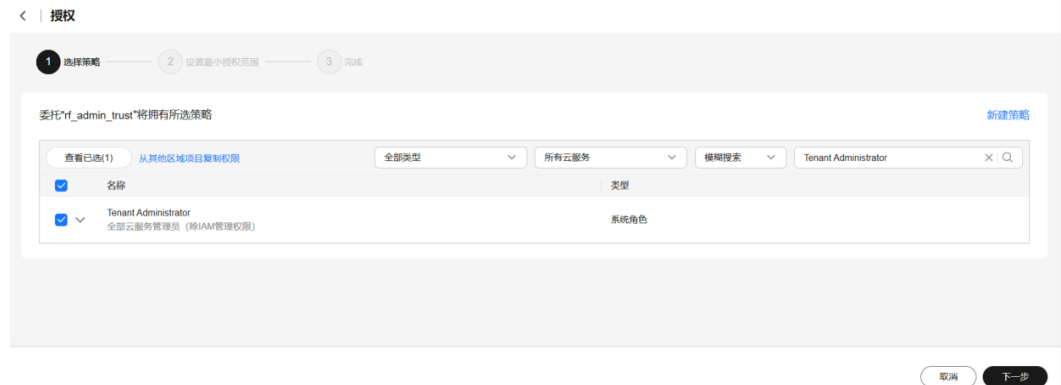 授权
1 选择策略 2 设置最小授权范围 3 完成
委托"rf_admin_trust"将拥有所选策略 新建策略
查看已选(1) 从其他区域项目复制权限 全部类型 所有云服务 模糊搜索 Tenant Administrator
名称 类型
Tenant Administrator
全部云服务管理员（除IAM管理权限） 系统角色
取消 下一步